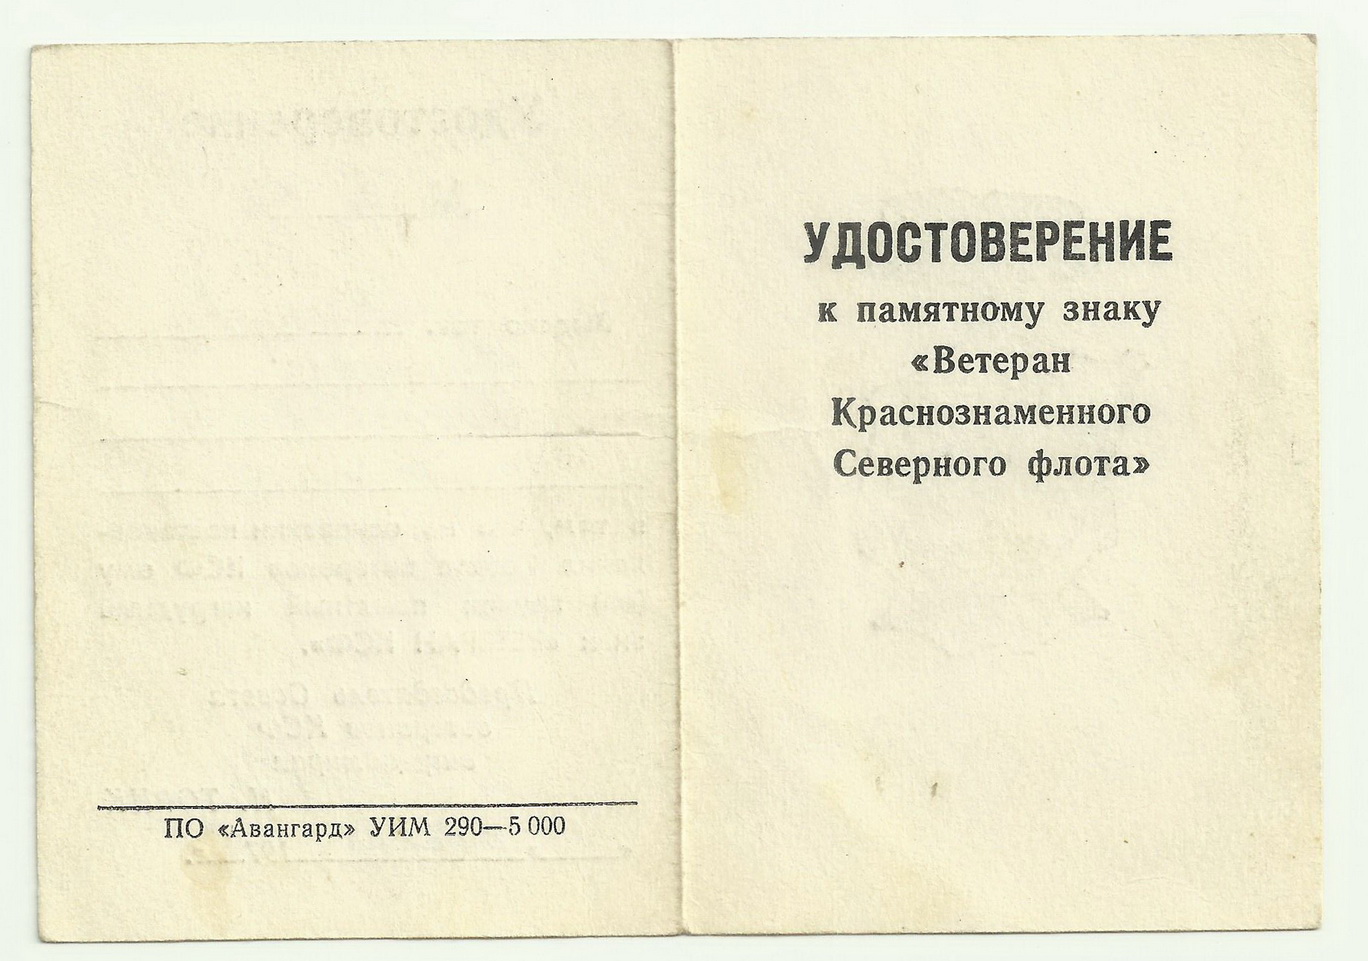 ПО «Авангард» УИМ 290—5 000
УДОСТОВЕРЕНИЕ
к памятному знаку
«Ветеран
Краснознаменного
Северного флота»